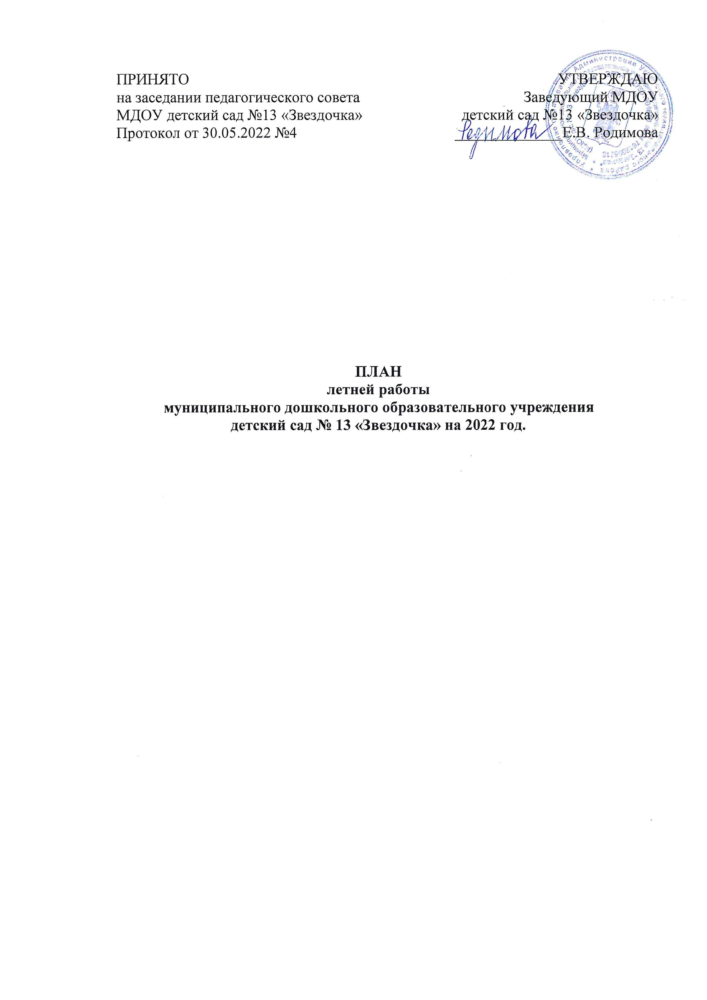 ПРИНЯТО
на заседании педагогического совета
МДОУ детский сад №13 «Звездочка»
Протокол от 30.05.2022 №4
УТВЕРЖДАЮ
Заведующий МДОУ
детский сад №13 «Звездочка»
Родимова Е.В. Родимова
ПЛАН
летней работы
муниципального дошкольного образовательного учреждения
детский сад № 13 «Звездочка» на 2022 год.